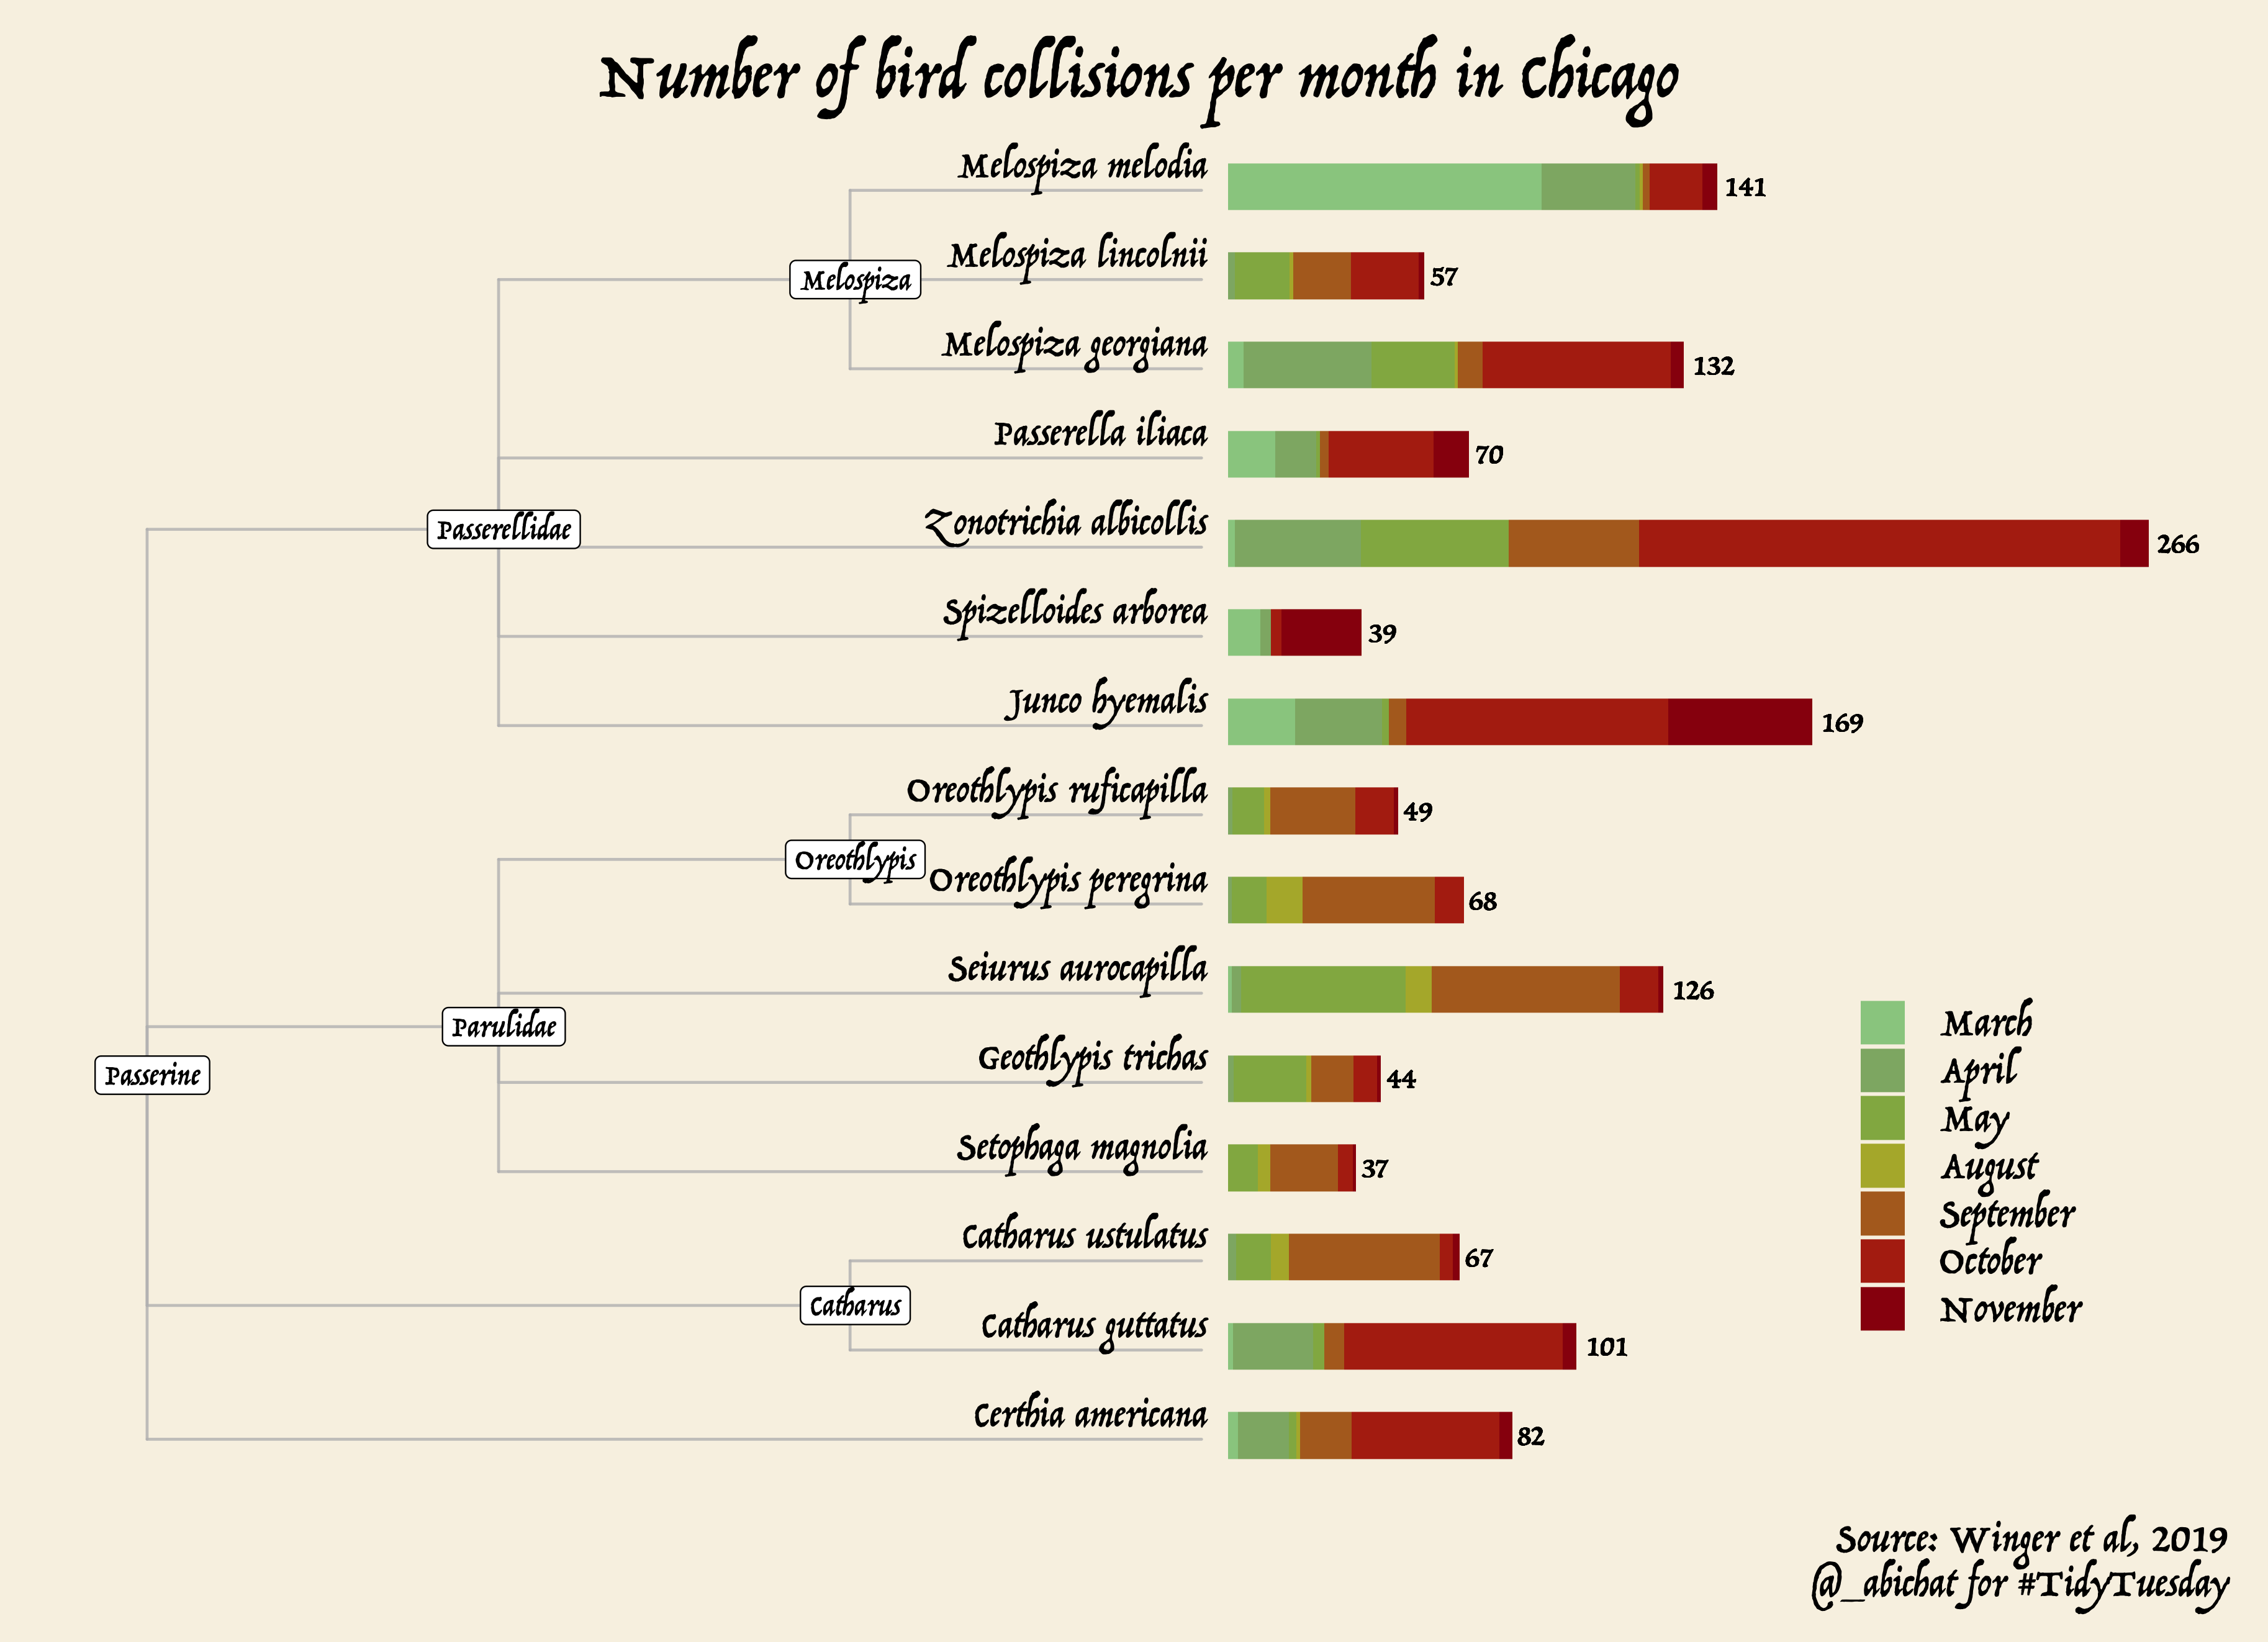 Number of bird collisions per month in Chicago
Melospiza melodia
141
Melospiza lincolnii
57
Melospiza
Melospiza georgiana
132
Passerella iliaca
70
Passerellidae
Zonotrichia albicollis
266
Spizelloides arborea
39
Junco hyemalis
169
Oreothlypis ruficapilla
49
Oreothlypis
Oreothlypis peregrina
68
Seiurus aurocapilla
126
Parulidae
Geothlypis trichas
44
Passerine
Setophaga magnolia
37
Catharus ustulatus
67
Catharus
Catharus guttatus
101
Certhia americana
82
March
April
May
August
September
October
November
Source: Winger et al, 2019
@_abichat for #TidyTuesday